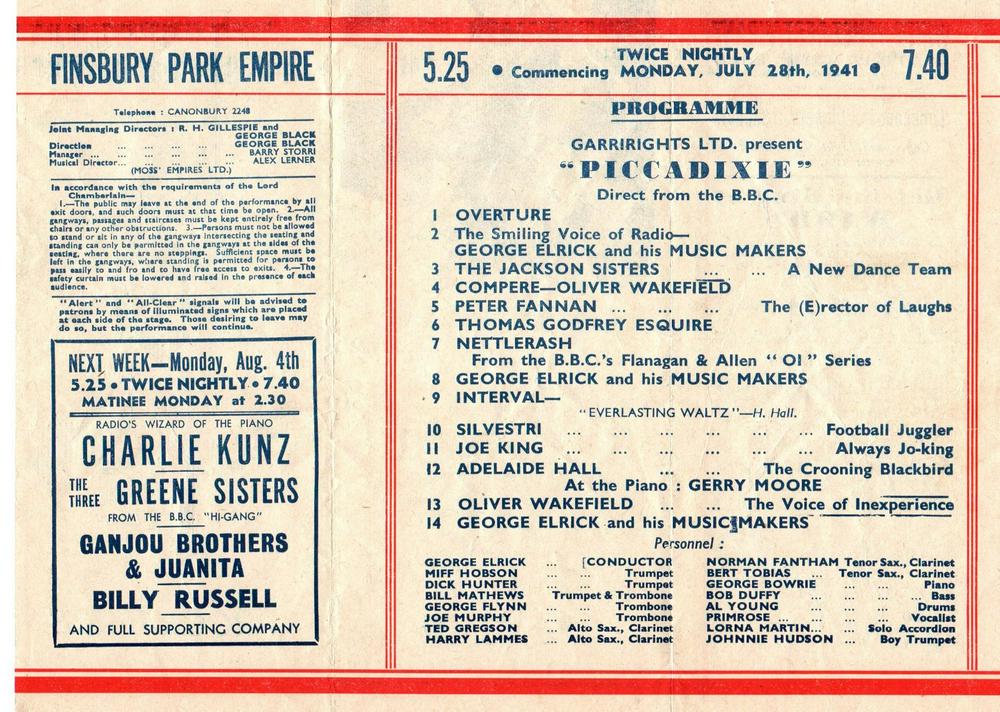 FINSBURY PARK EMPIRE
Telephone : CANONBURY 2248
Joint Managing Directors : R. H. GILLESPIE and
GEORGE BLACK
Direction ... ... ... ... ... GEORGE BLACK
Manager ... ... ... ... ... ... BARRY STORRI
Musical Director... ... ... ... ... ALEX LERNER
(MOSS' EMPIRES LTD.)
In accordance with the requirements of the Lord
Chamberlain—
1.—The public may leave at the end of the performance by all
exit doors, and such doors must at that time be open. 2.—All
gangways, passages and staircases must be kept entirely free from
chairs or any other obstructions. 3.—Persons must not be allowed
to stand or sit in any of the gangways intersecting the seating and
standing can only be permitted in the gangways at the sides of the
seating, where there are no steppings. Sufficient space must be
left in the gangways, where standing is permitted for persons to
pass easily to and fro and to have free access to exits. 4.—The
safety curtain must be lowered and raised in the presence of each
audience.
"Alert" and "All-Clear" signals will be advised to
patrons by means of illuminated signs which are placed
at each side of the stage. Those desiring to leave may
do so, but the performance will continue.
NEXT WEEK—Monday, Aug. 4th
5.25 • TWICE NIGHTLY • 7.40
MATINEE MONDAY at 2.30
RADIO'S WIZARD OF THE PIANO
CHARLIE KUNZ
THE THREE GREENE SISTERS
FROM THE B.B.C. "HI-GANG"
GANJOU BROTHERS
& JUANITA
BILLY RUSSELL
AND FULL SUPPORTING COMPANY
5.25 • TWICE NIGHTLY Commencing MONDAY, JULY 28th, 1941 • 7.40
PROGRAMME
GARRIRIGHTS LTD. present
"PICCADIXIE"
Direct from the B.B.C.
1 OVERTURE
2 The Smiling Voice of Radio—
GEORGE ELRICK and his MUSIC MAKERS
3 THE JACKSON SISTERS ... ... A New Dance Team
4 COMPERE—OLIVER WAKEFIELD
5 PETER FANNAN ... ... ... The (E)rector of Laughs
6 THOMAS GODFREY ESQUIRE
7 NETTLERASH
From the B.B.C.'s Flanagan & Allen "OI" Series
8 GEORGE ELRICK and his MUSIC MAKERS
9 INTERVAL—
"EVERLASTING WALTZ"—H. Hall.
10 SILVESTRI ... ... ... ... ... ... Football Juggler
11 JOE KING ... ... ... ... ... ... Always Jo-king
12 ADELAIDE HALL ... ... The Crooning Blackbird
At the Piano : GERRY MOORE
13 OLIVER WAKEFIELD ... ... The Voice of Inexperience
14 GEORGE ELRICK and his MUSIC MAKERS
Personnel :
GEORGE ELRICK ... [CONDUCTOR
MIFF HOBSON ... ... Trumpet
DICK HUNTER ... ... Trumpet
BILL MATHEWS Trumpet & Trombone
GEORGE FLYNN ... ... Trombone
JOE MURPHY ... ... Trombone
TED GREGSON ... Alto Sax., Clarinet
HARRY LAMMES ... Alto Sax., Clarinet
NORMAN FANTHAM Tenor Sax., Clarinet
BERT TOBIAS ... Tenor Sax., Clarinet
GEORGE BOWRIE ... ... ... Piano
BOB DUFFY ... ... ... ... Bass
AL YOUNG ... ... ... ... Drums
PRIMROSE ... ... ... ... Vocalist
LORNA MARTIN... ... Solo Accordion
JOHNNIE HUDSON ... Boy Trumpet